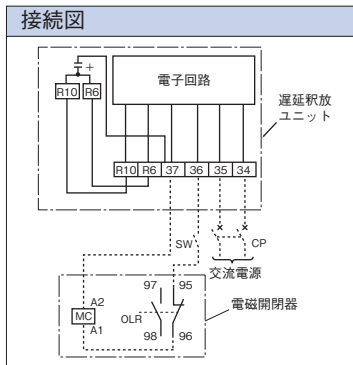 接続図
+
R10 R6
電子回路
遅延釈放
ユニット
R10 R6 37 36 35 34
SW
CP
交流電源
97 95
電磁開閉器
A2
MC
OLR
A1
98 96